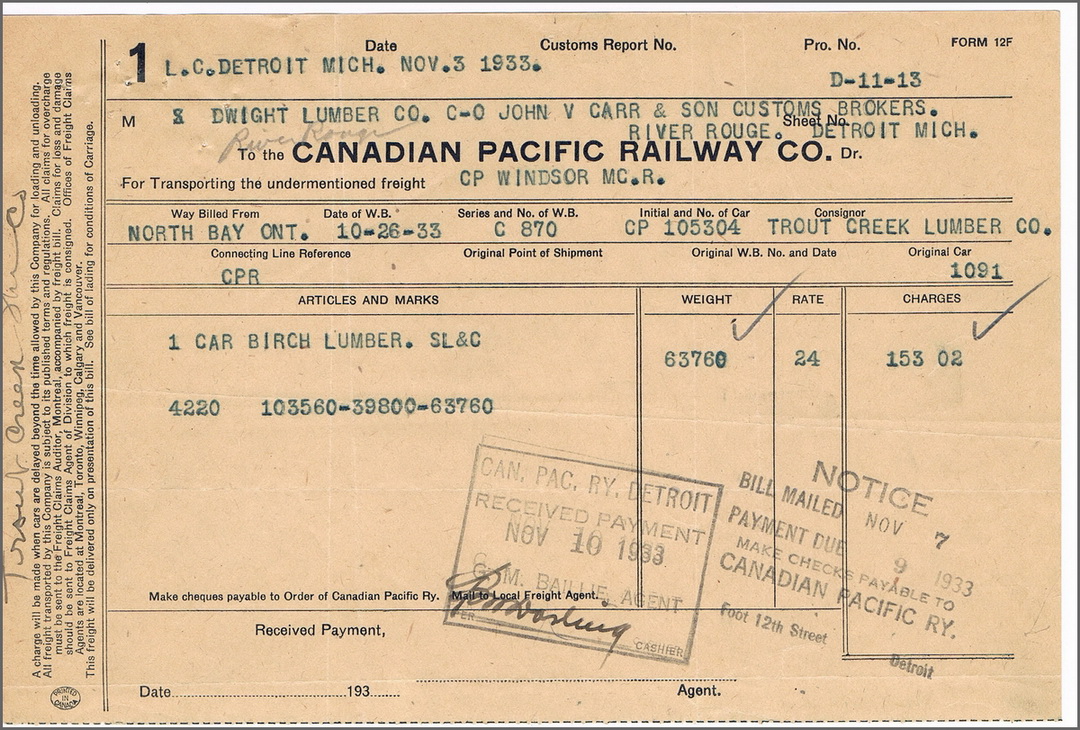 1
Date Customs Report No. Pro. No. FORM 12F
L.C.DETROIT MICH. NOV.3 1933.
D-11-13
M & DWIGHT LUMBER CO. C-O JOHN V CARR & SON CUSTOMS BROKERS.
Sheet No.
River Rouge
RIVER ROUGE. DETROIT MICH.
To the CANADIAN PACIFIC RAILWAY CO. Dr.
For Transporting the undermentioned freight CP WINDSOR MC.R.
Way Billed From Date of W.B. Series and No. of W.B. Initial and No. of Car Consignor
NORTH BAY ONT. 10-26-33 C 870 CP 105304 TROUT CREEK LUMBER CO.
Connecting Line Reference Original Point of Shipment Original W.B. No. and Date Original Car
CPR 1091
ARTICLES AND MARKS WEIGHT RATE CHARGES
1 CAR BIRCH LUMBER. SL&C
63760 24 153 02
4220 103560-39800-63760
CAN. PAC. RY. DETROIT
RECEIVED PAYMENT
NOV 10 1933
BAILLIE, AGENT
PER
CASHIER
NOTICE
BILL MAILED NOV 7
PAYMENT DUE 9 1933
MAKE CHECKS PAYABLE TO
CANADIAN PACIFIC RY.
Foot 12th Street
Detroit
Make cheques payable to Order of Canadian Pacific Ry. Mail to Local Freight Agent.
Received Payment,
Date 193 Agent.
A charge will be made when cars are delayed beyond the time allowed by this Company for loading and unloading.
All freight transported by this Company is subject to its published terms and regulations. All claims for overcharge
must be sent to the Freight Claims Auditor, Montreal, accompanied by freight bill. Claims for loss and damage
should be sent to Freight Claims Agent of Division to which freight is consigned. Offices of Freight Claims
Agents are located at Montreal, Toronto, Winnipeg, Calgary and Vancouver.
This freight will be delivered only on presentation of this bill. See bill of lading for conditions of Carriage.
PRINTED
IN
CANADA